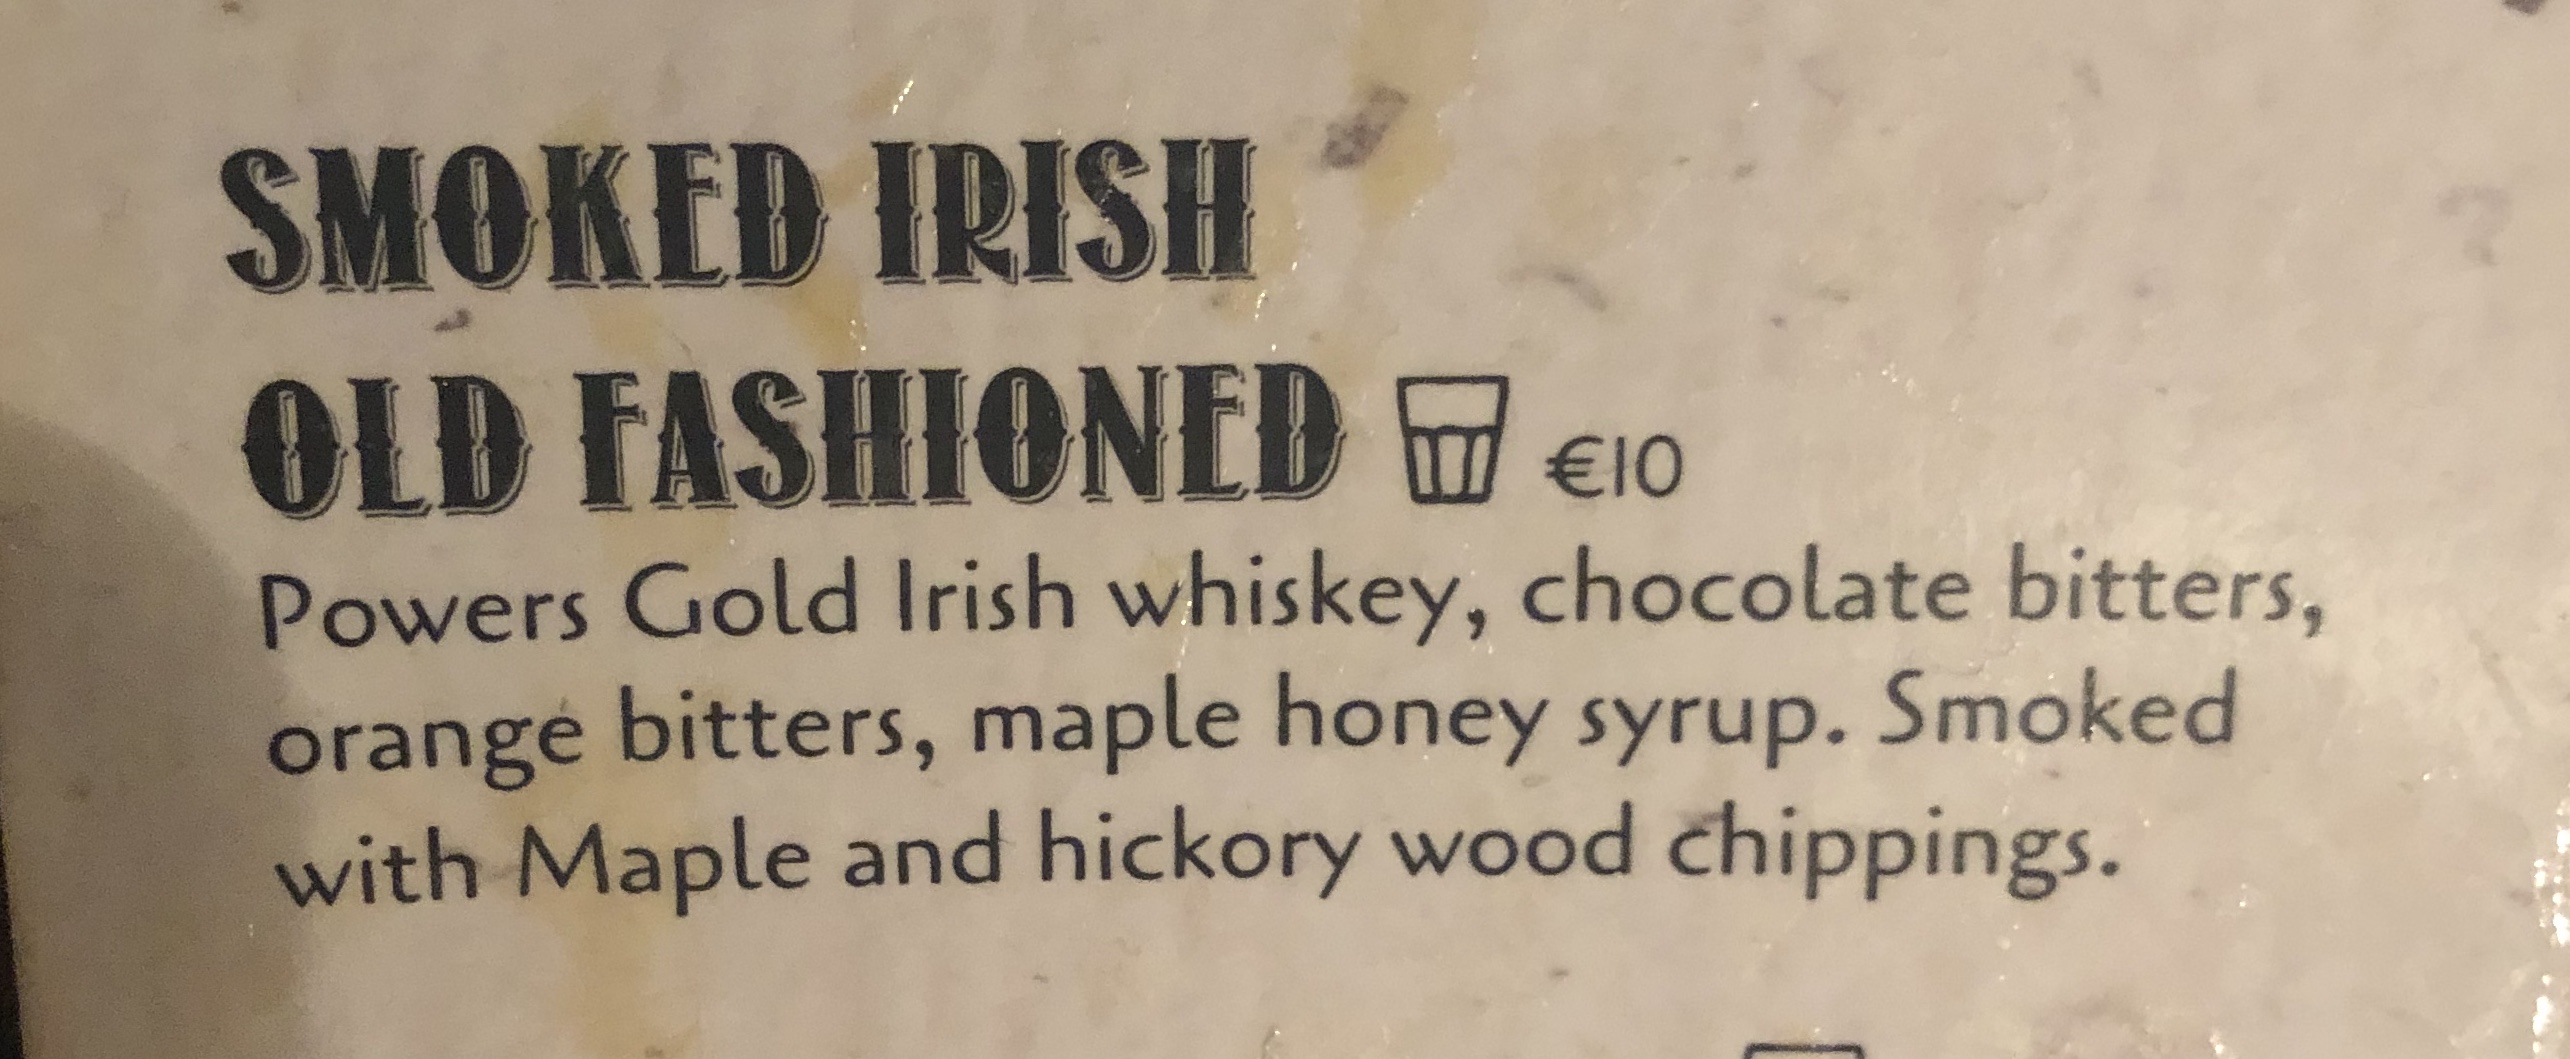 SMOKED IRISH
OLD FASHIONED €10
Powers Gold Irish whiskey, chocolate bitters,
orange bitters, maple honey syrup. Smoked
with Maple and hickory wood chippings.